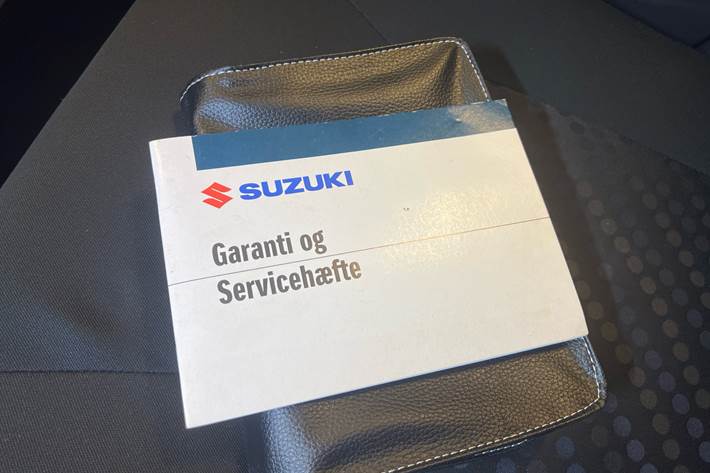 SUZUKI
Garanti og
Servicehæfte